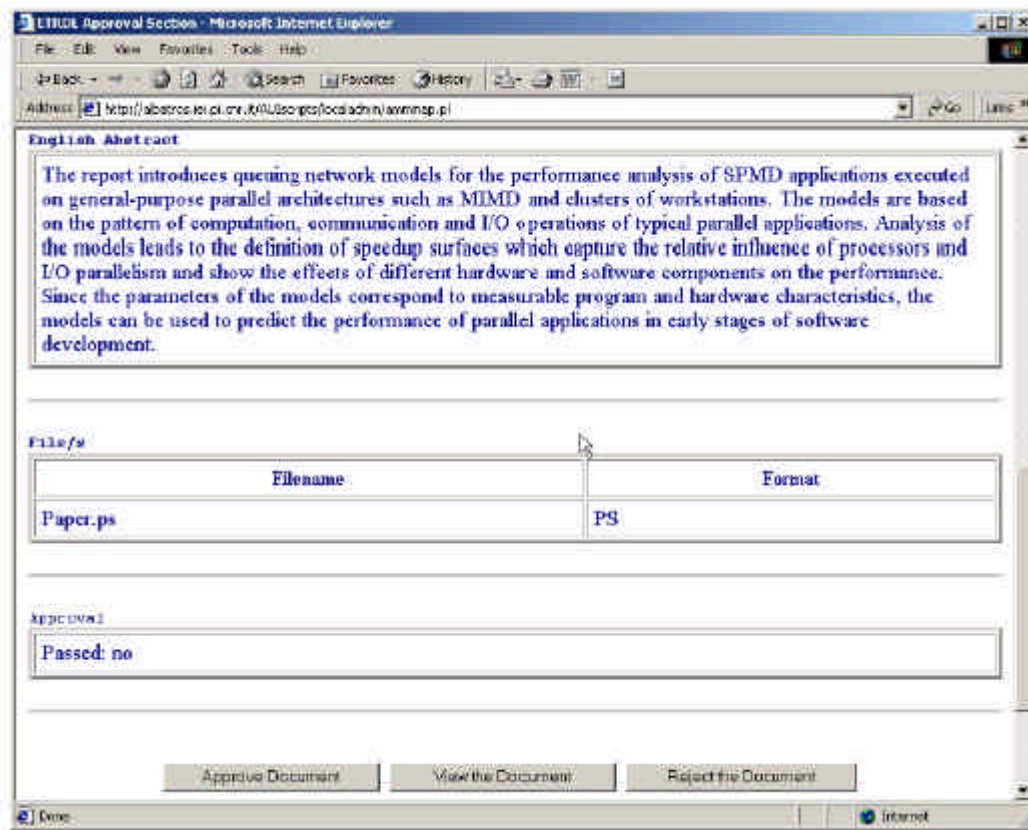 ETRDL Approval Section - Microsoft Internet Explorer
File Edit View Favorites Tools Help
Back Search Favorites History
Address Go Links
English Abstract
The report introduces queuing network models for the performance analysis of SPMD applications executed
on general-purpose parallel architectures such as MIMD and clusters of workstations. The models are based
on the pattern of computation, communication and I/O operations of typical parallel applications. Analysis of
the models leads to the definition of speedup surfaces which capture the relative influence of processors and
I/O parallelism and show the effects of different hardware and software components on the performance.
Since the parameters of the models correspond to measurable program and hardware characteristics, the
models can be used to predict the performance of parallel applications in early stages of software
development.
File/s
Filename Format
Paper.ps PS
Approval
Passed: no
Approve Document View the Document Reject the Document
Done Internet